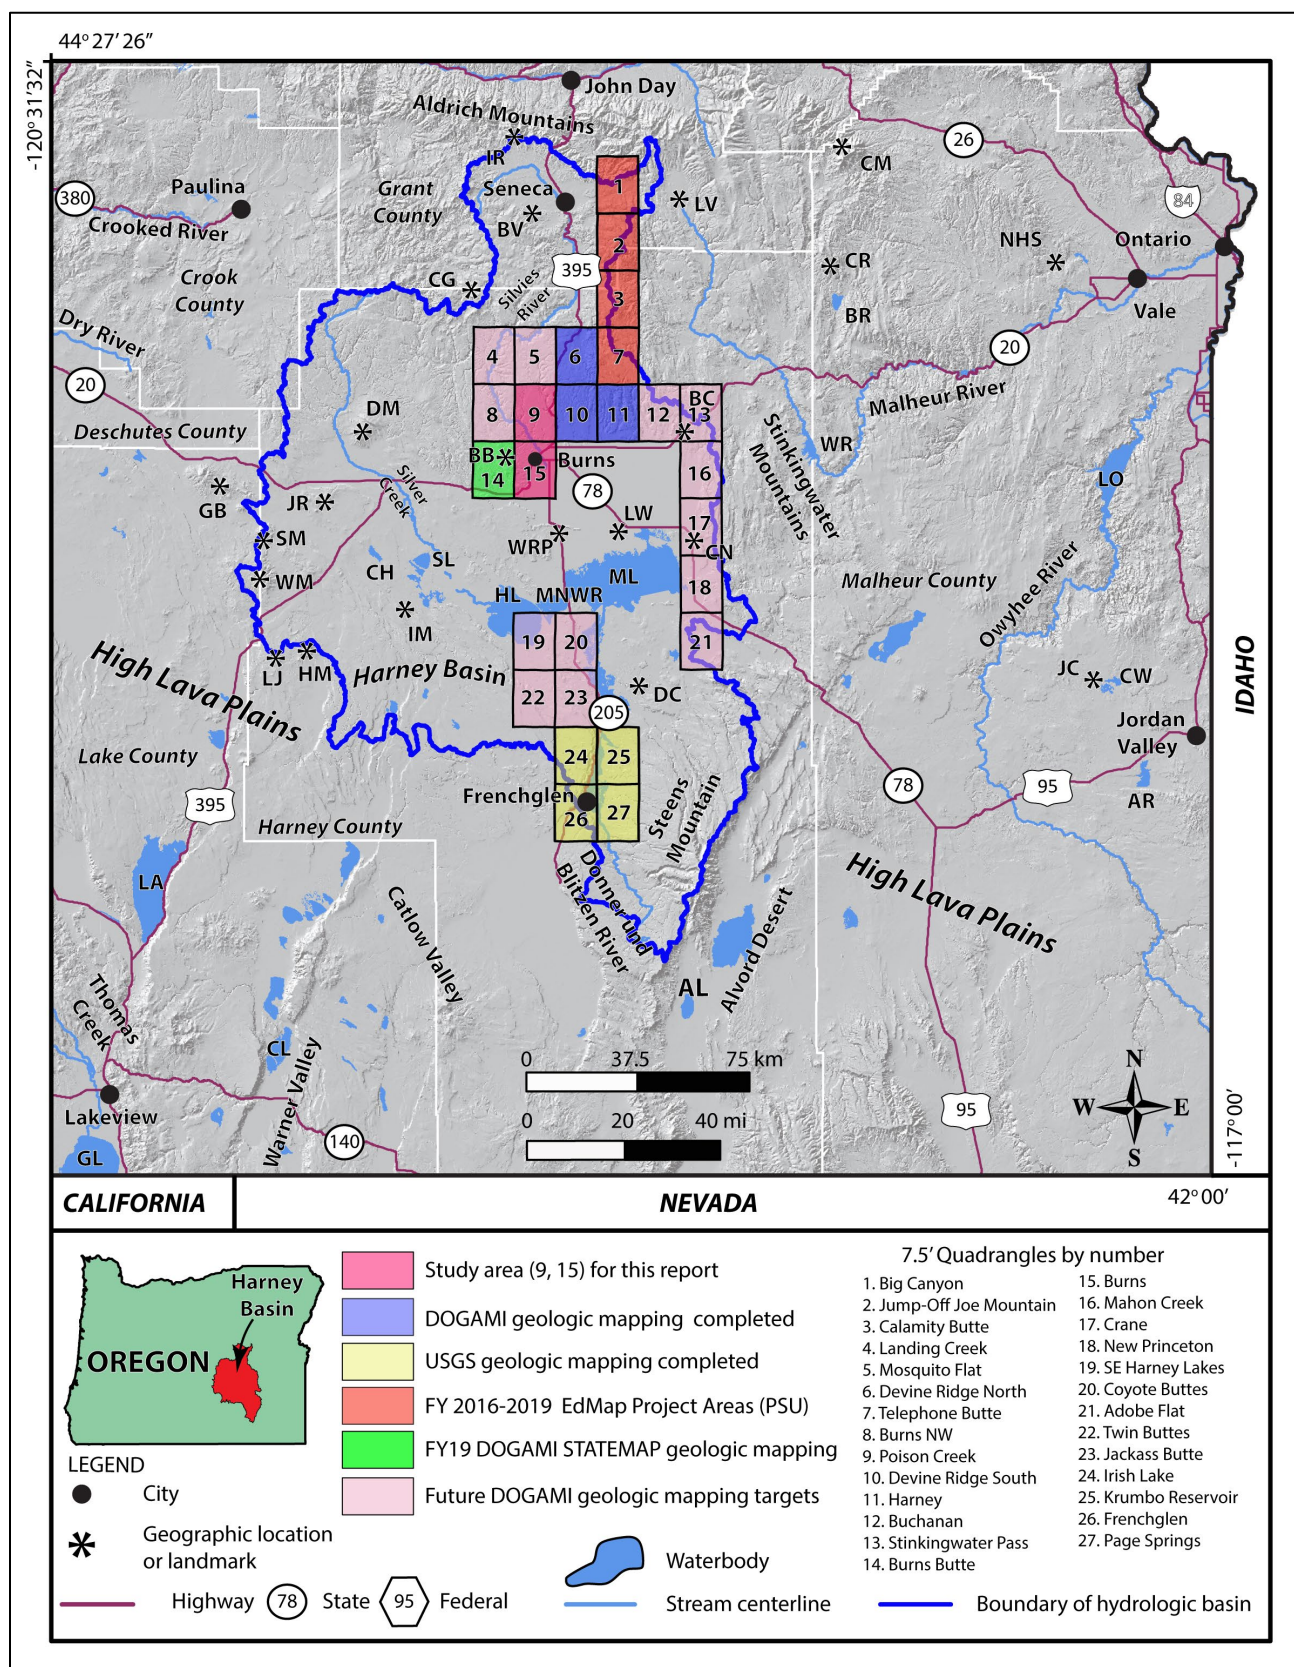 44° 27′ 26″
-120° 31′32″
John Day
Aldrich Mountains
IR
CM
26
Paulina
380
Crooked River
Grant
County
Seneca
BV
1
LV
84
2
NHS
Ontario
395
CR
CG
Silvies
River
3
Crook
County
BR
Vale
Dry River
20
4
5
6
7
20
Malheur River
DM
8
9
10
11
12
BC
13
Deschutes County
Stinkingwater
Mountains
WR
BB
14
15
Burns
16
LO
78
GB
JR
Silver
Creek
SM
WRP
LW
17
CN
WM
CH
SL
ML
18
Malheur County
Owyhee River
HL
MNWR
IM
19
20
21
LJ
HM
Harney Basin
High Lava Plains
JC
CW
IDAHO
22
23
DC
205
Jordan
Valley
Lake County
24
25
395
Frenchglen
26
27
Steens
Mountain
78
95
AR
Harney County
LA
Donner und
Blitzen River
High Lava Plains
Catlow Valley
Alvord Desert
AL
Thomas
Creek
CL
Warner Valley
0
37.5
75 km
0
20
40 mi
N
W
E
S
95
Lakeview
140
GL
-117° 00′
42° 00′
CALIFORNIA
NEVADA
Harney
Basin
OREGON
Study area (9, 15) for this report
DOGAMI geologic mapping completed
USGS geologic mapping completed
FY 2016-2019 EdMap Project Areas (PSU)
FY19 DOGAMI STATEMAP geologic mapping
Future DOGAMI geologic mapping targets
7.5′ Quadrangles by number
1. Big Canyon
2. Jump-Off Joe Mountain
3. Calamity Butte
4. Landing Creek
5. Mosquito Flat
6. Devine Ridge North
7. Telephone Butte
8. Burns NW
9. Poison Creek
10. Devine Ridge South
11. Harney
12. Buchanan
13. Stinkingwater Pass
14. Burns Butte
15. Burns
16. Mahon Creek
17. Crane
18. New Princeton
19. SE Harney Lakes
20. Coyote Buttes
21. Adobe Flat
22. Twin Buttes
23. Jackass Butte
24. Irish Lake
25. Krumbo Reservoir
26. Frenchglen
27. Page Springs
LEGEND
City
Geographic location
or landmark
Waterbody
Highway
78
State
95
Federal
Stream centerline
Boundary of hydrologic basin